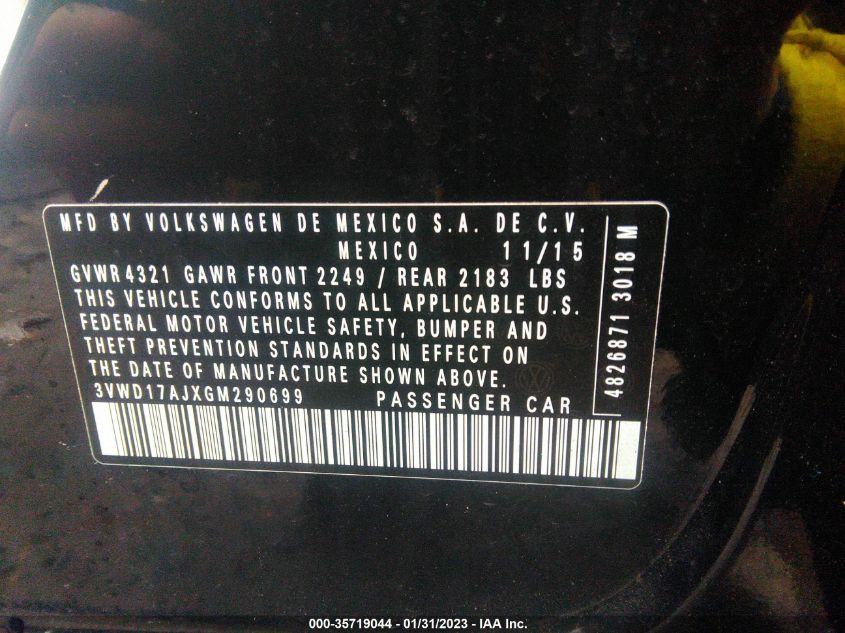 MFD BY VOLKSWAGEN DE MEXICO S.A. DE C.V.
MEXICO 11/15
GVWR 4321 GAWR FRONT 2249 / REAR 2183 LBS
THIS VEHICLE CONFORMS TO ALL APPLICABLE U.S.
FEDERAL MOTOR VEHICLE SAFETY, BUMPER AND
THEFT PREVENTION STANDARDS IN EFFECT ON
THE DATE OF MANUFACTURE SHOWN ABOVE.
3VWD17AJXGM290699 PASSENGER CAR
4826871 3018 M
000-35719044 - 01/31/2023 - IAA Inc.